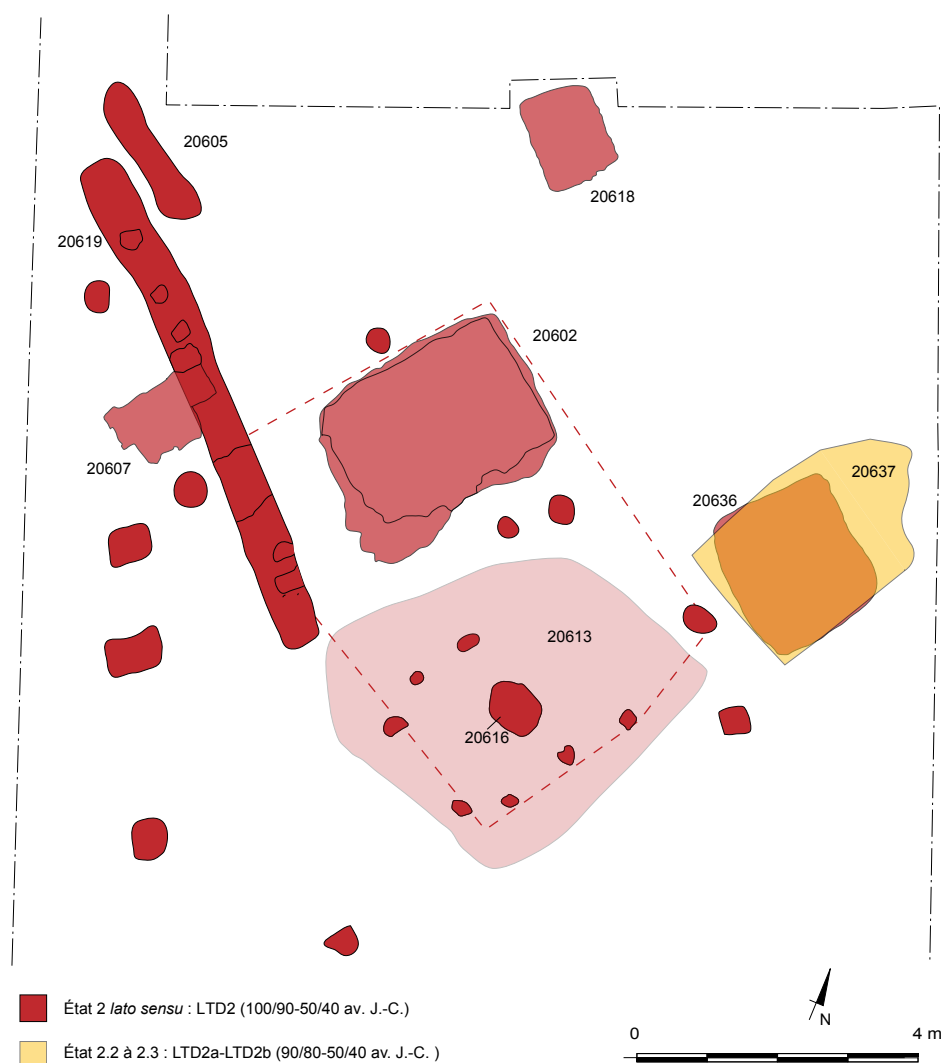 20605
20618
20619
20602
20607
20637
20636
20613
20616
État 2 lato sensu : LTD2 (100/90-50/40 av. J.-C.)
État 2.2 à 2.3 : LTD2a-LTD2b (90/80-50/40 av. J.-C. )
N
0
4 m